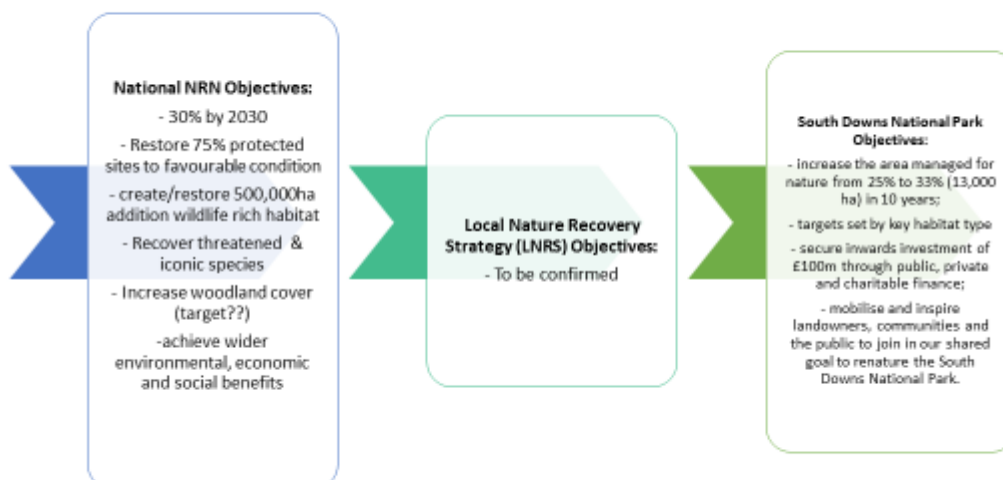 National NRN Objectives:
- 30% by 2030
- Restore 75% protected
sites to favourable condition
- create/restore 500,000ha
addition wildlife rich habitat
- Recover threatened &
iconic species
- Increase woodland cover
(target??)
-achieve wider
environmental, economic
and social benefits
Local Nature Recovery
Strategy (LNRS) Objectives:
- To be confirmed
South Downs National Park
Objectives:
- increase the area managed for
nature from 25% to 33% (13,000
ha) in 10 years;
- targets set by key habitat type
- secure inwards investment of
£100m through public, private
and charitable finance;
- mobilise and inspire
landowners, communities and
the public to join in our shared
goal to renature the South
Downs National Park.